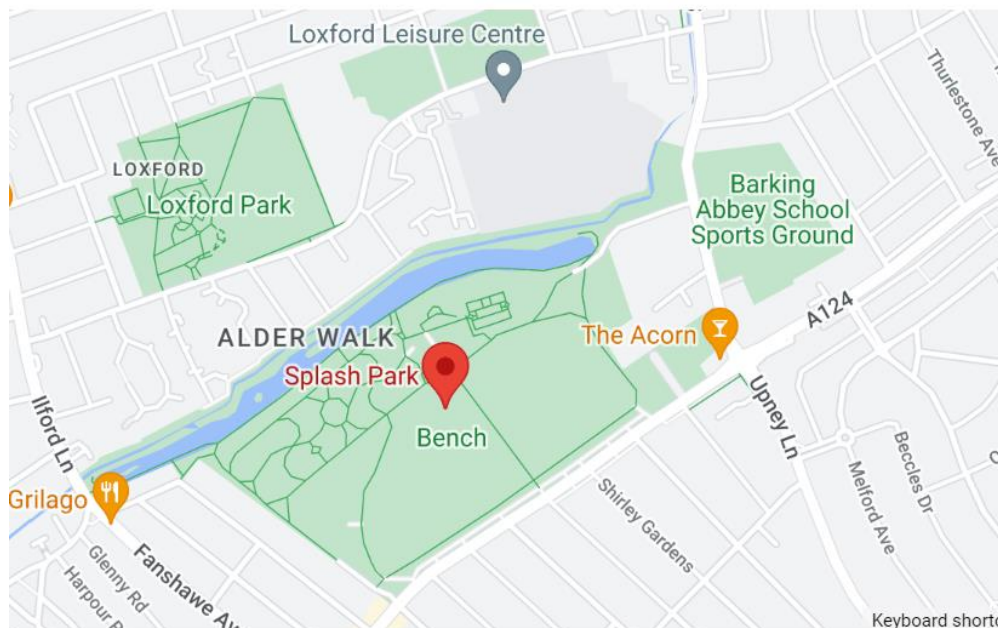 Loxford Leisure Centre
Thurlestone Ave
LOXFORD
Loxford Park
Barking
Abbey School
Sports Ground
A124
ALDER WALK
The Acorn
Splash Park
Bench
Ilford Ln
Upney Ln
Grilago
Shirley Gardens
Beccles Dr
Melford Ave
Fanshawe Av
Glenny Rd
Harpour
Keyboard shortc